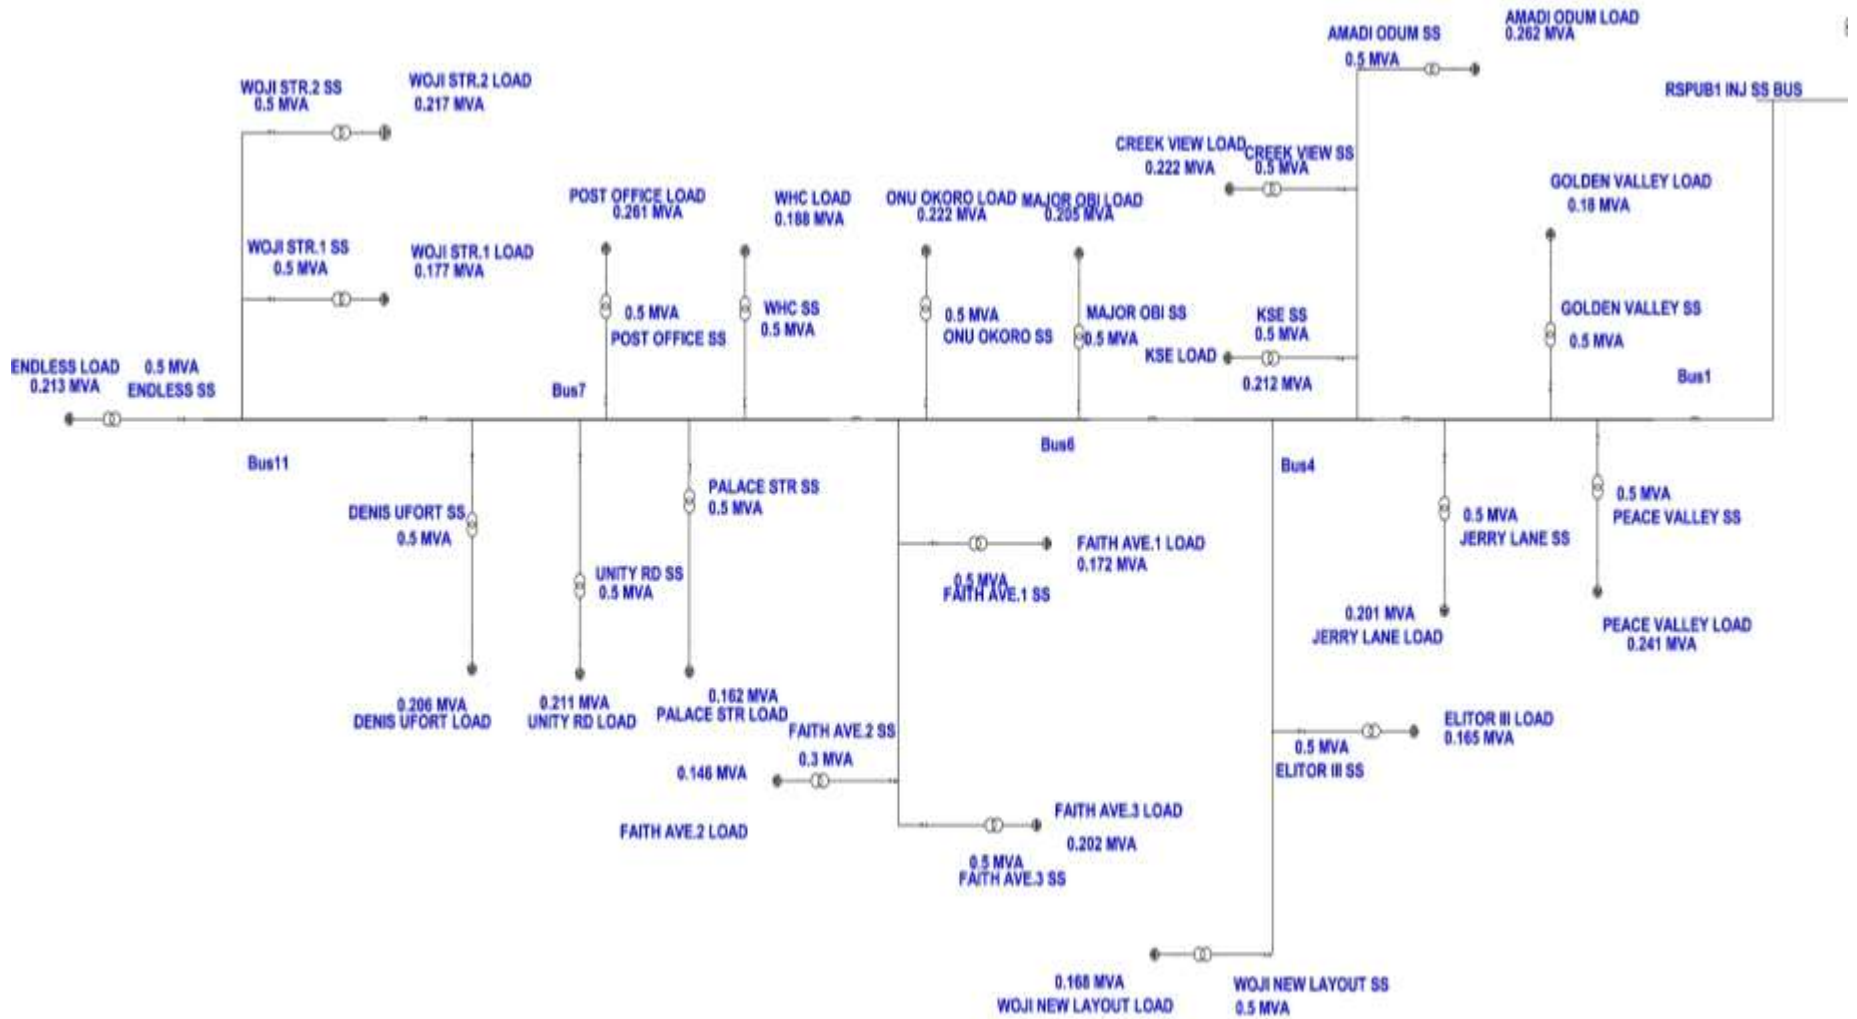 AMADI ODUM SS
0.5 MVA
AMADI ODUM LOAD
0.262 MVA
RSPUB1 INJ SS BUS
WOJI STR.2 SS
0.5 MVA
WOJI STR.2 LOAD
0.217 MVA
CREEK VIEW LOAD
0.222 MVA
CREEK VIEW SS
0.5 MVA
POST OFFICE LOAD
0.261 MVA
WHC LOAD
0.188 MVA
ONU OKORO LOAD
0.222 MVA
MAJOR OBI LOAD
0.205 MVA
GOLDEN VALLEY LOAD
0.18 MVA
WOJI STR.1 SS
0.5 MVA
WOJI STR.1 LOAD
0.177 MVA
0.5 MVA
POST OFFICE SS
WHC SS
0.5 MVA
0.5 MVA
ONU OKORO SS
MAJOR OBI SS
0.5 MVA
KSE SS
0.5 MVA
KSE LOAD
0.212 MVA
GOLDEN VALLEY SS
0.5 MVA
ENDLESS LOAD
0.213 MVA
0.5 MVA
ENDLESS SS
Bus7
Bus1
Bus11
Bus6
Bus4
DENIS UFORT SS
0.5 MVA
PALACE STR SS
0.5 MVA
0.5 MVA
JERRY LANE SS
0.5 MVA
PEACE VALLEY SS
UNITY RD SS
0.5 MVA
FAITH AVE.1 LOAD
0.172 MVA
0.5 MVA
FAITH AVE.1 SS
0.201 MVA
JERRY LANE LOAD
PEACE VALLEY LOAD
0.241 MVA
0.206 MVA
DENIS UFORT LOAD
0.211 MVA
UNITY RD LOAD
0.162 MVA
PALACE STR LOAD
FAITH AVE.2 SS
0.3 MVA
0.146 MVA
FAITH AVE.2 LOAD
ELITOR III LOAD
0.165 MVA
0.5 MVA
ELITOR III SS
FAITH AVE.3 LOAD
0.202 MVA
0.5 MVA
FAITH AVE.3 SS
0.168 MVA
WOJI NEW LAYOUT LOAD
WOJI NEW LAYOUT SS
0.5 MVA